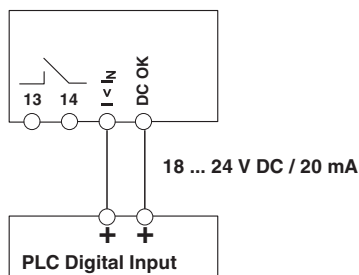 13 14 I < IN DC OK
18 ... 24 V DC / 20 mA
+ +
PLC Digital Input